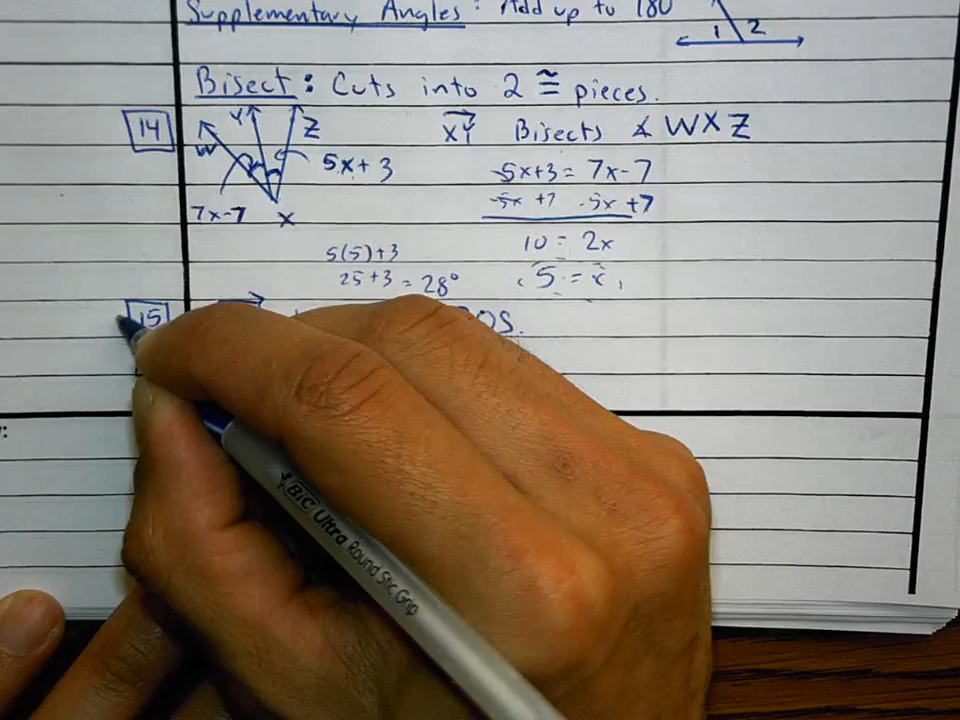 Supplementary Angles: Add up to 180
1 2
Bisect: Cuts into 2 ≅ pieces.
14
W Y Z
XY Bisects ∡ WXZ
5x+3
7x-7 X
5x+3 = 7x-7
-5x +7 -5x +7
10 = 2x
5(5)+3
25+3 = 28°
5 = x
15
OS.
BIC Ultra Round Stic Grip